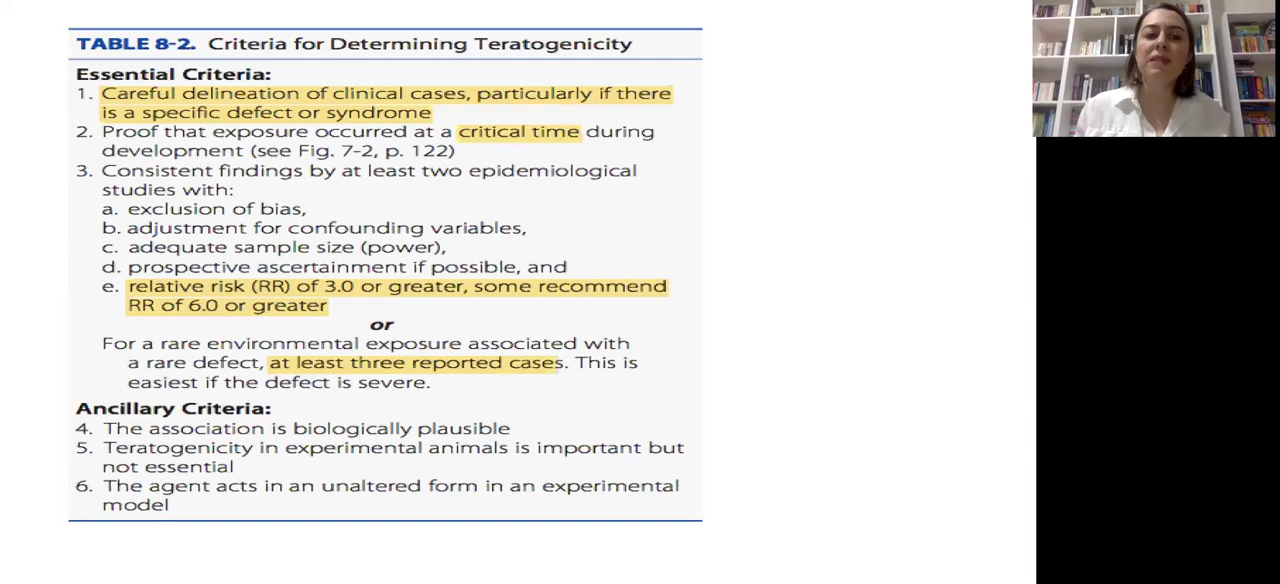 TABLE 8-2. Criteria for Determining Teratogenicity
Essential Criteria:
1. Careful delineation of clinical cases, particularly if there
is a specific defect or syndrome
2. Proof that exposure occurred at a critical time during
development (see Fig. 7-2, p. 122)
3. Consistent findings by at least two epidemiological
studies with:
a. exclusion of bias,
b. adjustment for confounding variables,
c. adequate sample size (power),
d. prospective ascertainment if possible, and
e. relative risk (RR) of 3.0 or greater, some recommend
RR of 6.0 or greater
or
For a rare environmental exposure associated with
a rare defect, at least three reported cases. This is
easiest if the defect is severe.
Ancillary Criteria:
4. The association is biologically plausible
5. Teratogenicity in experimental animals is important but
not essential
6. The agent acts in an unaltered form in an experimental
model